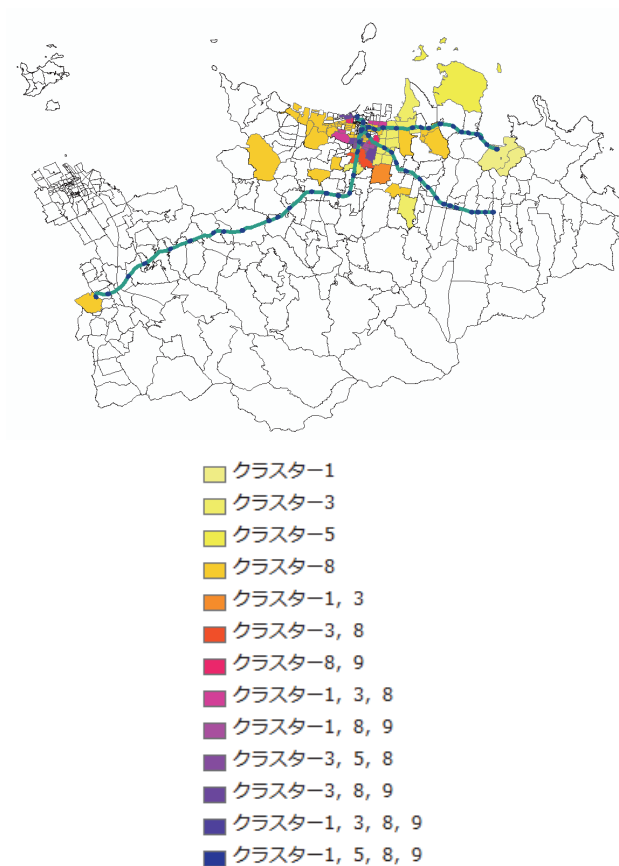 クラスター1
クラスター3
クラスター5
クラスター8
クラスター1, 3
クラスター3, 8
クラスター8, 9
クラスター1, 3, 8
クラスター1, 8, 9
クラスター3, 5, 8
クラスター3, 8, 9
クラスター1, 3, 8, 9
クラスター1, 5, 8, 9